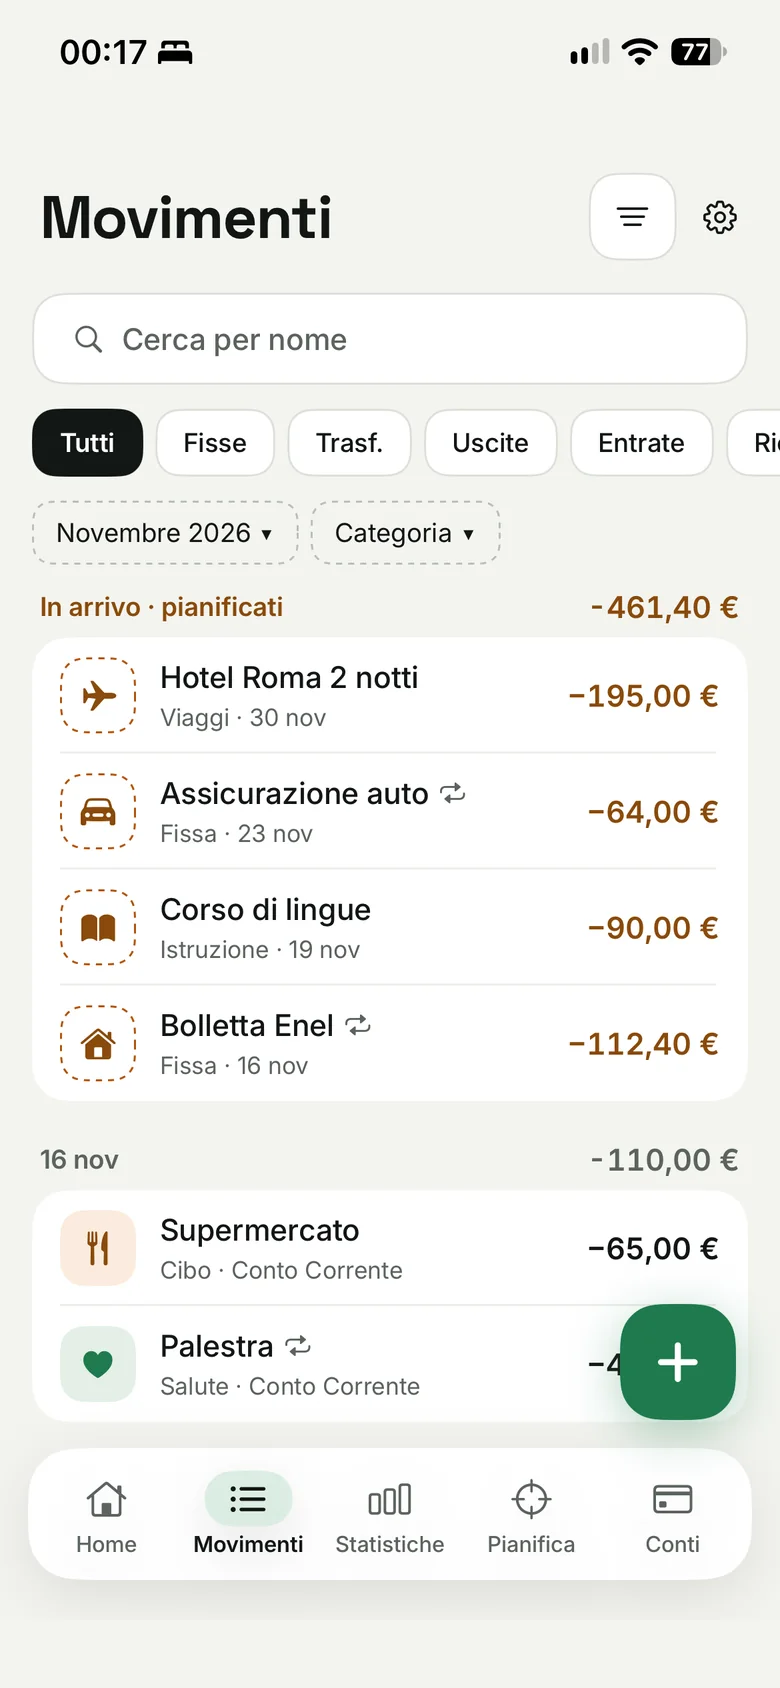 00:17
77
Movimenti
Cerca per nome
Tutti Fisse Trasf. Uscite Entrate
Novembre 2026 ▾ Categoria ▾
In arrivo · pianificati -461,40 €
Hotel Roma 2 notti
Viaggi · 30 nov
−195,00 €
Assicurazione auto
Fissa · 23 nov
−64,00 €
Corso di lingue
Istruzione · 19 nov
−90,00 €
Bolletta Enel
Fissa · 16 nov
−112,40 €
16 nov -110,00 €
Supermercato
Cibo · Conto Corrente
−65,00 €
Palestra
Salute · Conto Corrente
−4
Home Movimenti Statistiche Pianifica Conti